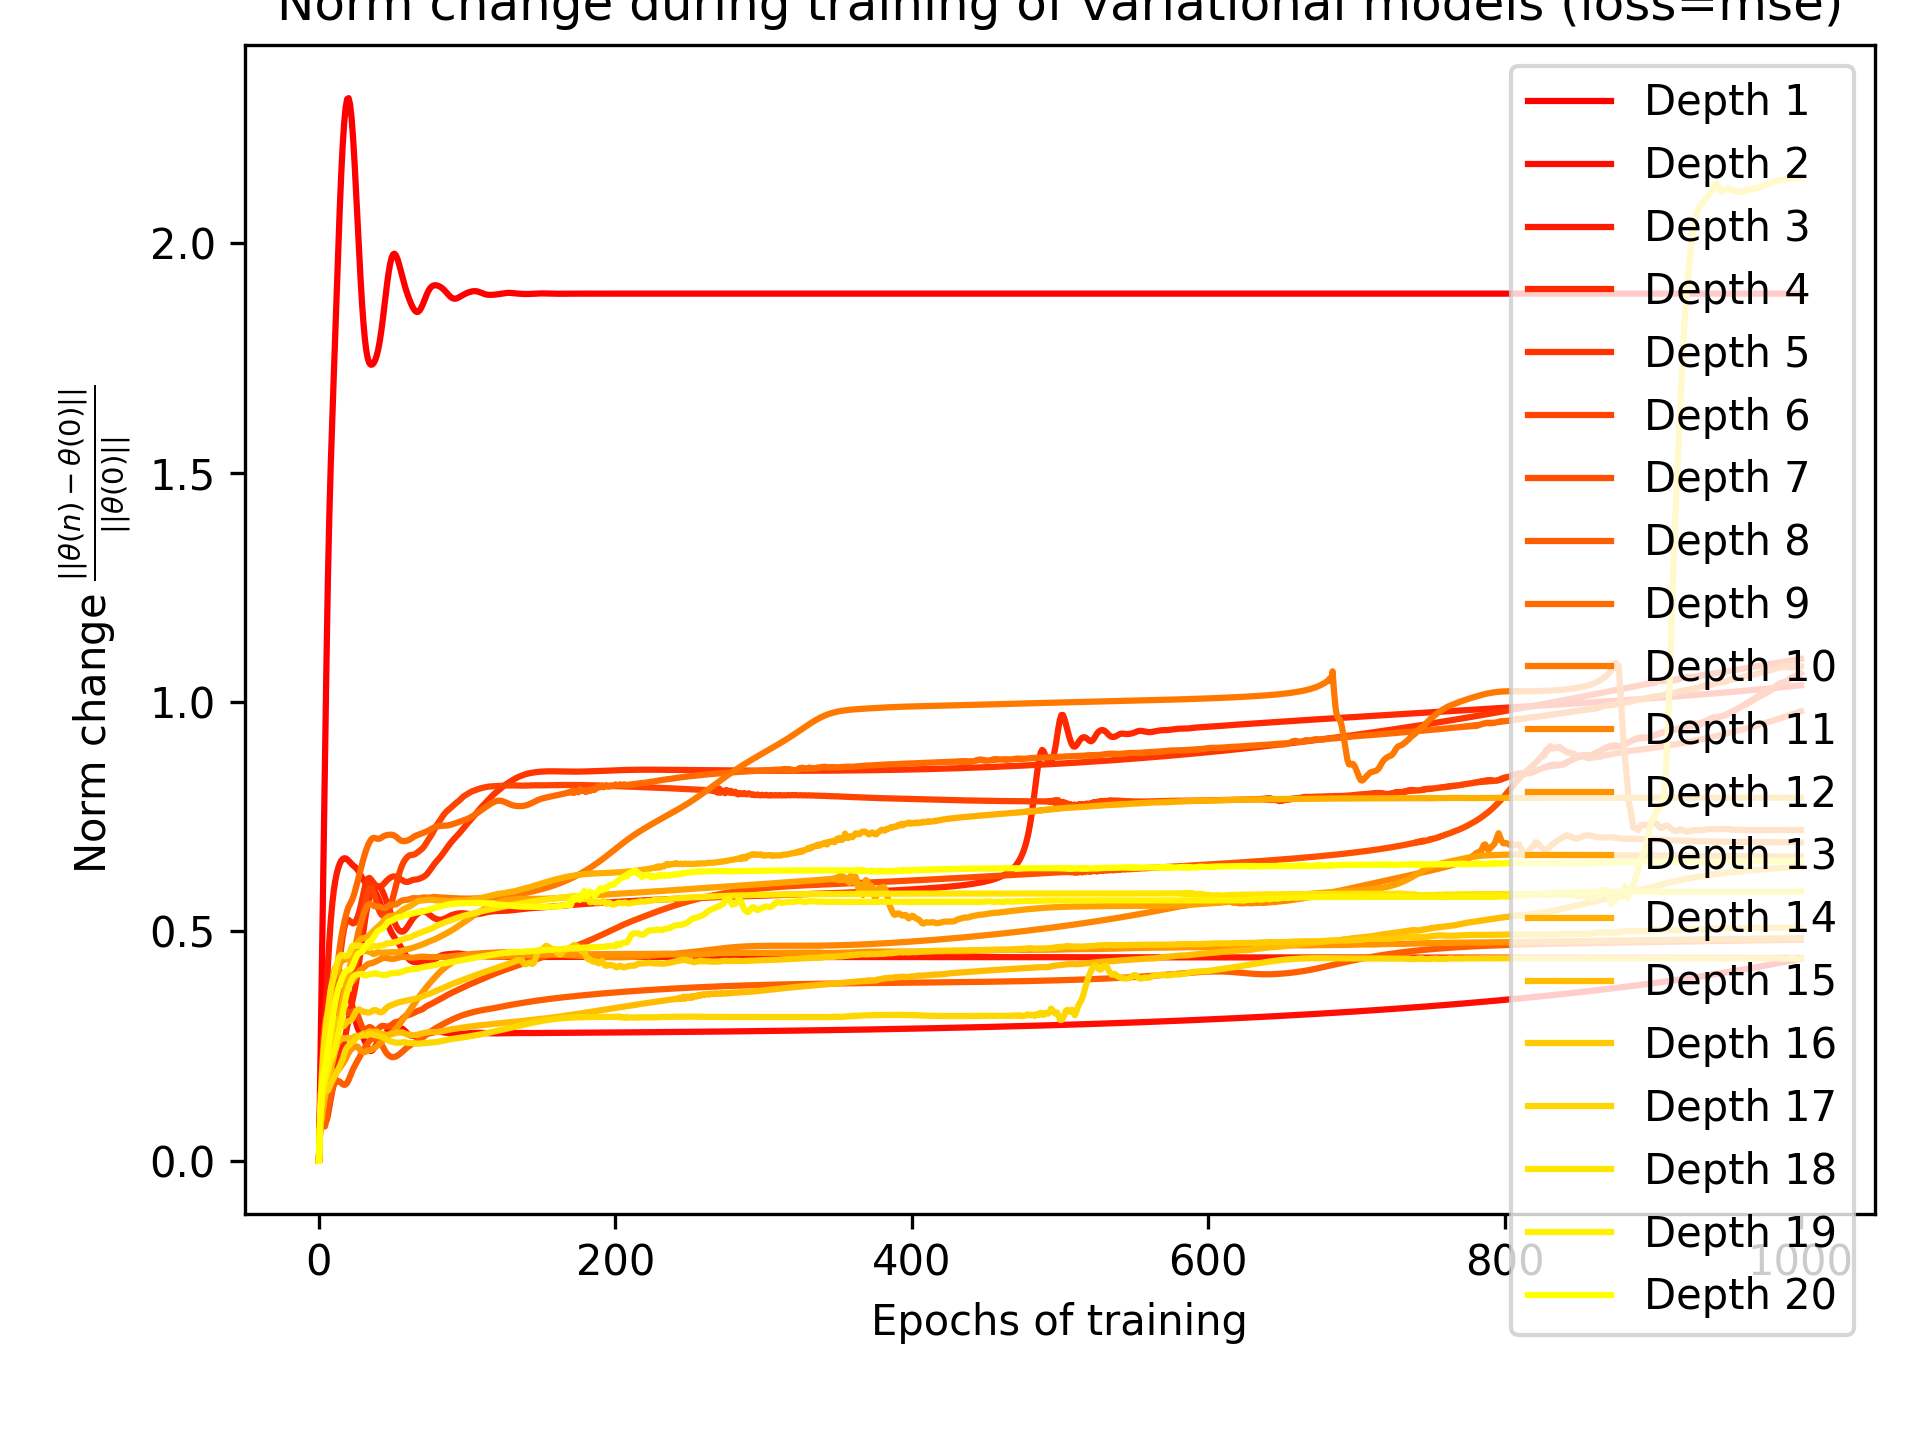 Norm change during training of variational models (loss=mse)
2.0
1.5
1.0
0.5
0.0
Norm change ||θ(n) − θ(0)||
||θ(0)||
0 200 400 600 800 1000
Epochs of training
Depth 1
Depth 2
Depth 3
Depth 4
Depth 5
Depth 6
Depth 7
Depth 8
Depth 9
Depth 10
Depth 11
Depth 12
Depth 13
Depth 14
Depth 15
Depth 16
Depth 17
Depth 18
Depth 19
Depth 20